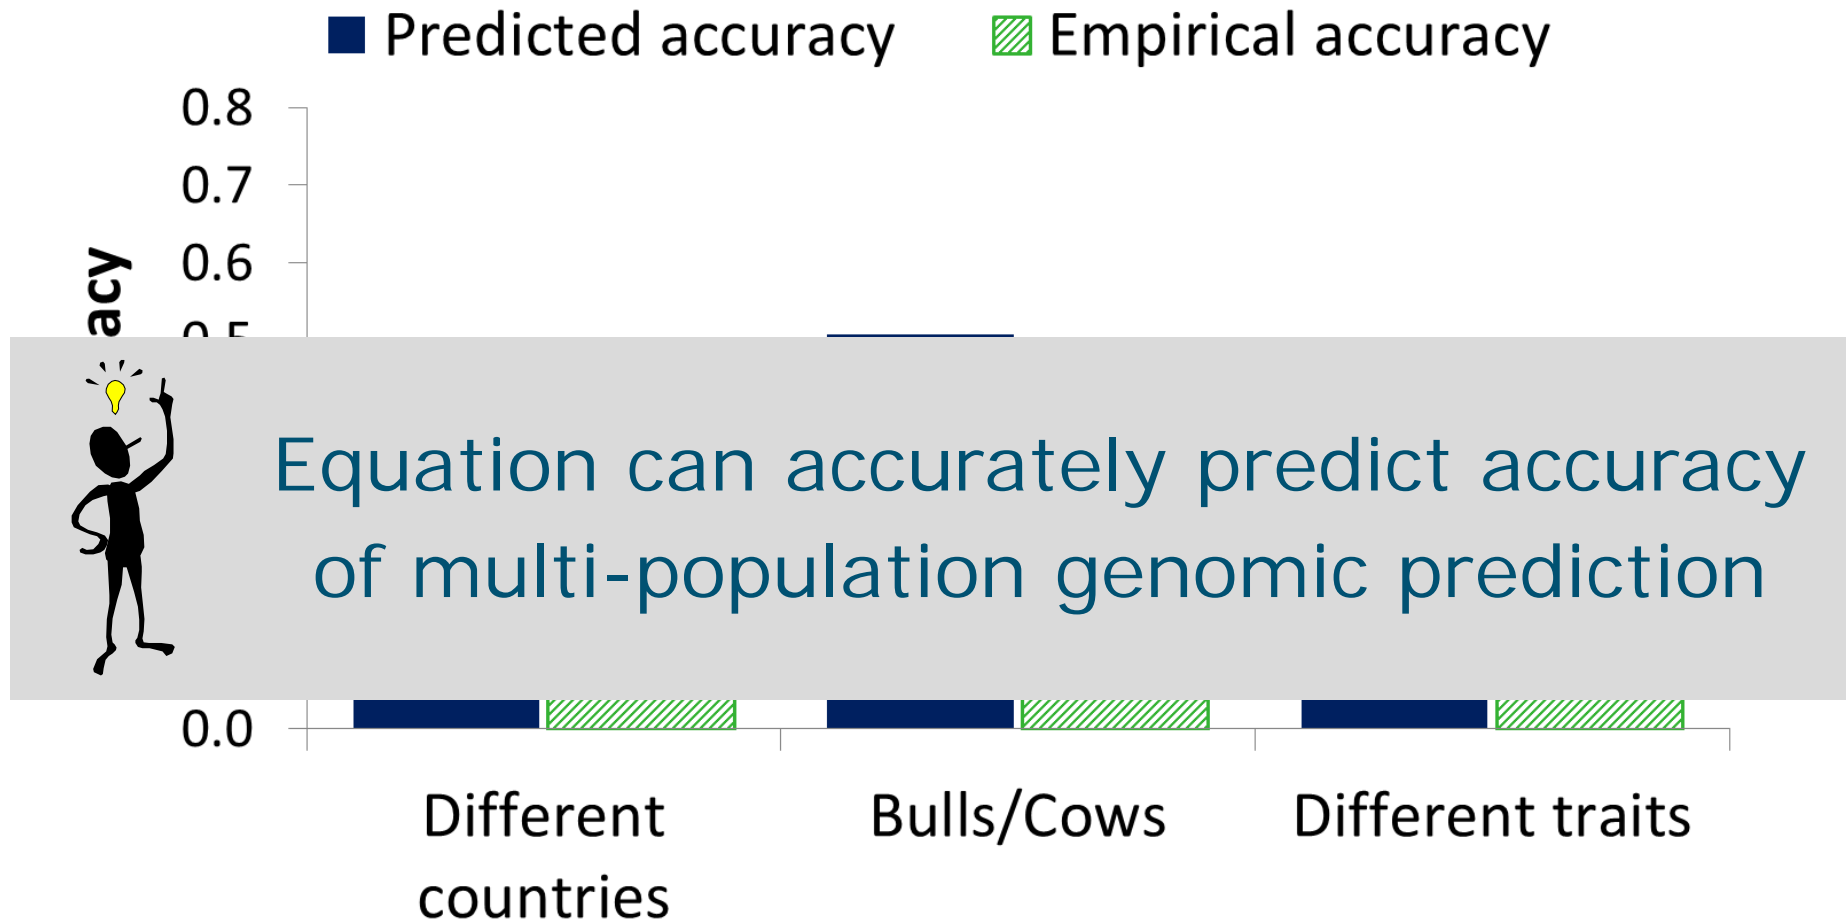 Predicted accuracy Empirical accuracy
0.8
0.7
0.6
Equation can accurately predict accuracy
of multi-population genomic prediction
0.0
Different
countries
Bulls/Cows
Different traits